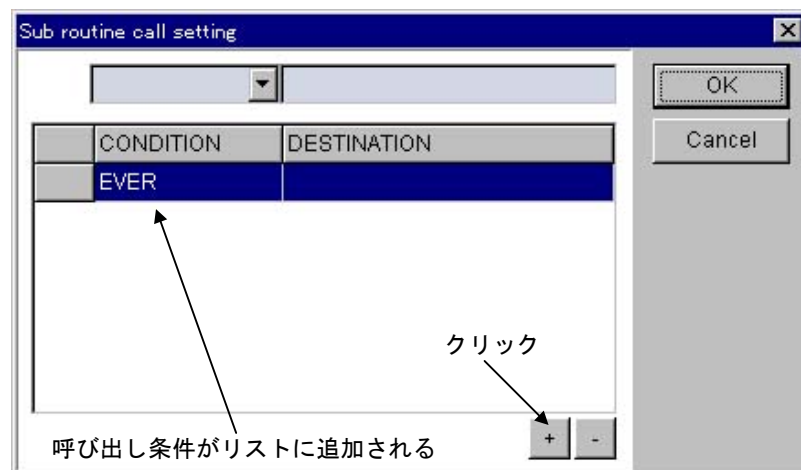 Sub routine call setting
OK
CONDITION DESTINATION
Cancel
EVER
クリック
呼び出し条件がリストに追加される
+ -